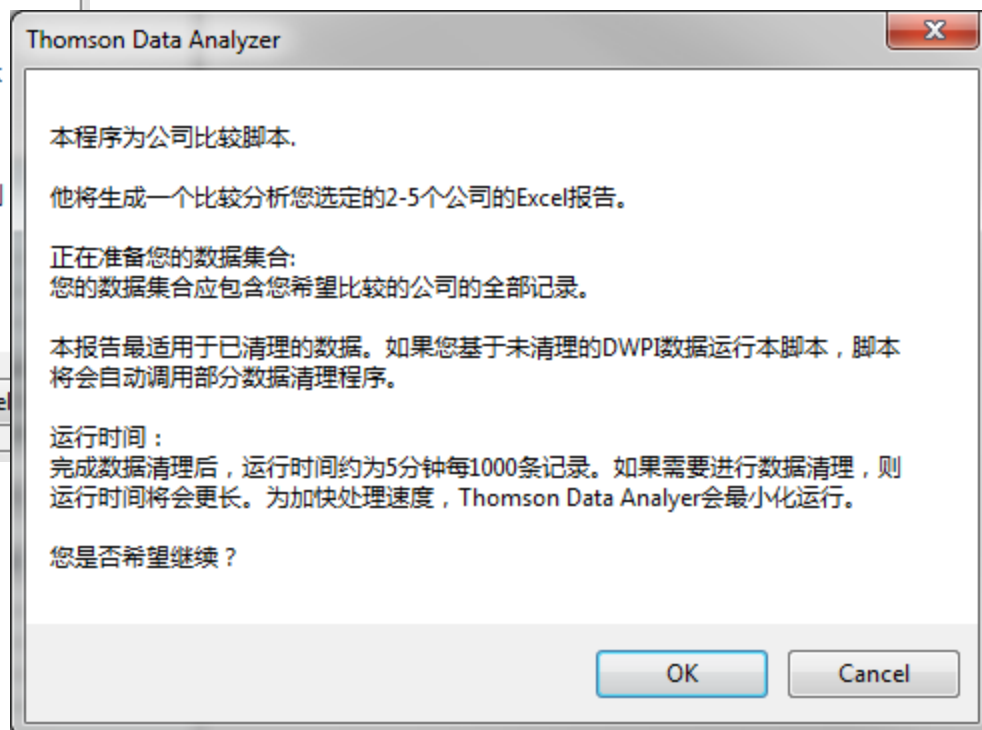 Thomson Data Analyzer
本程序为公司比较脚本.
他将生成一个比较分析您选定的2-5个公司的Excel报告。
正在准备您的数据集合:
您的数据集合应包含您希望比较的公司的全部记录。
本报告最适用于已清理的数据。如果您基于未清理的DWPI数据运行本脚本，脚本
将会自动调用部分数据清理程序。
运行时间：
完成数据清理后，运行时间约为5分钟每1000条记录。如果需要进行数据清理，则
运行时间将会更长。为加快处理速度，Thomson Data Analyer会最小化运行。
您是否希望继续？
OK
Cancel